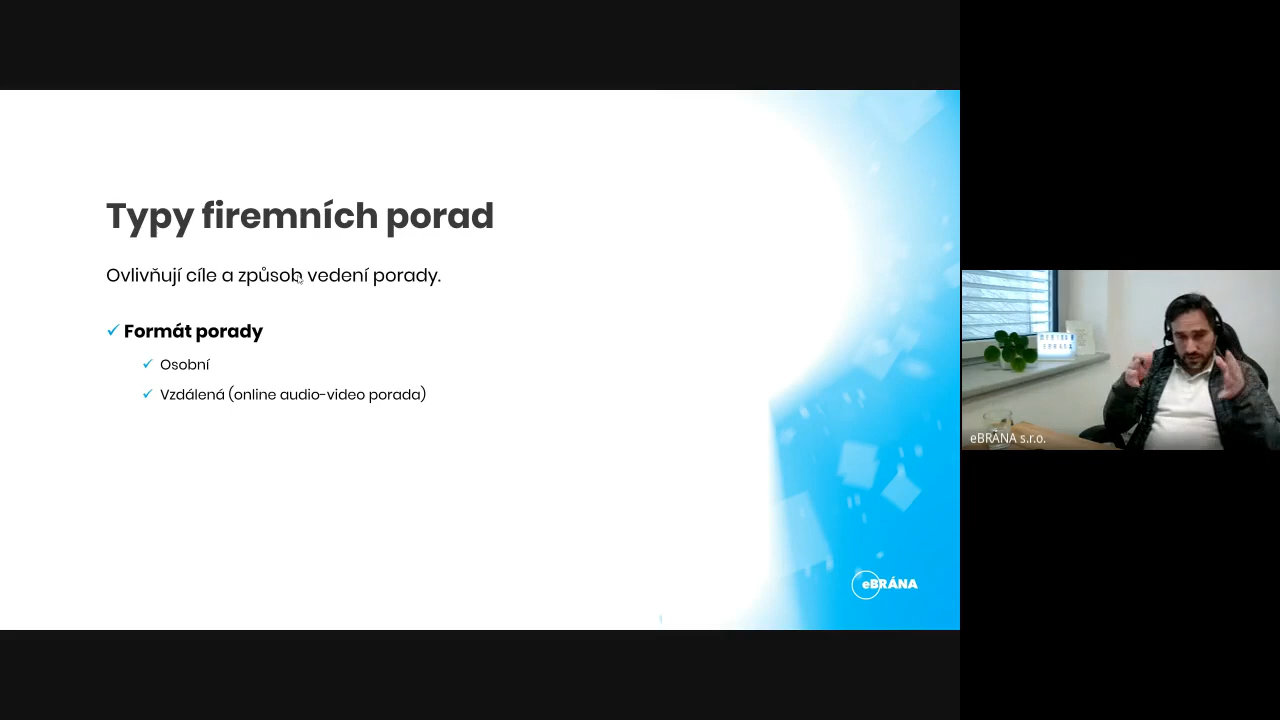 Typy firemních porad
Ovlivňují cíle a způsob vedení porady.
Formát porady
Osobní
Vzdálená (online audio-video porada)
eBRÁNA
eBRÁNA s.r.o.